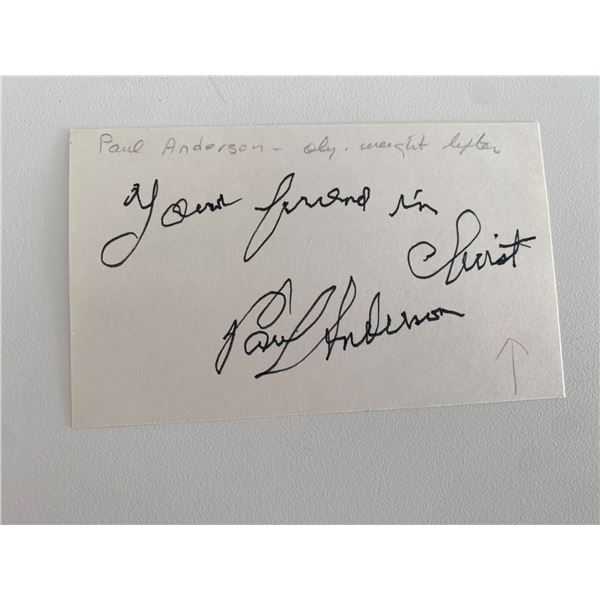 Paul Anderson - oly. weight lifter
Your friend in
Christ
Paul Anderson